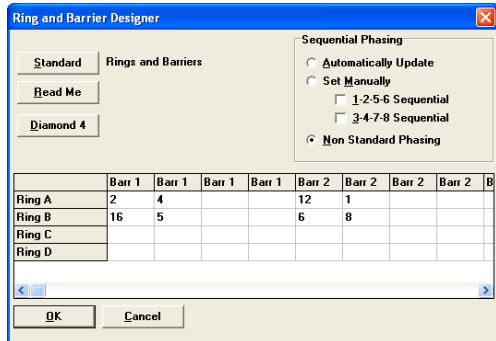 Ring and Barrier Designer
Sequential Phasing
Standard
Rings and Barriers
Automatically Update
Set Manually
Read Me
1-2-5-6 Sequential
3-4-7-8 Sequential
Diamond 4
Non Standard Phasing
Barr 1 Barr 1 Barr 1 Barr 1 Barr 2 Barr 2 Barr 2 Barr 2 B
Ring A 2 4 12 1
Ring B 16 5 6 8
Ring C
Ring D
OK Cancel